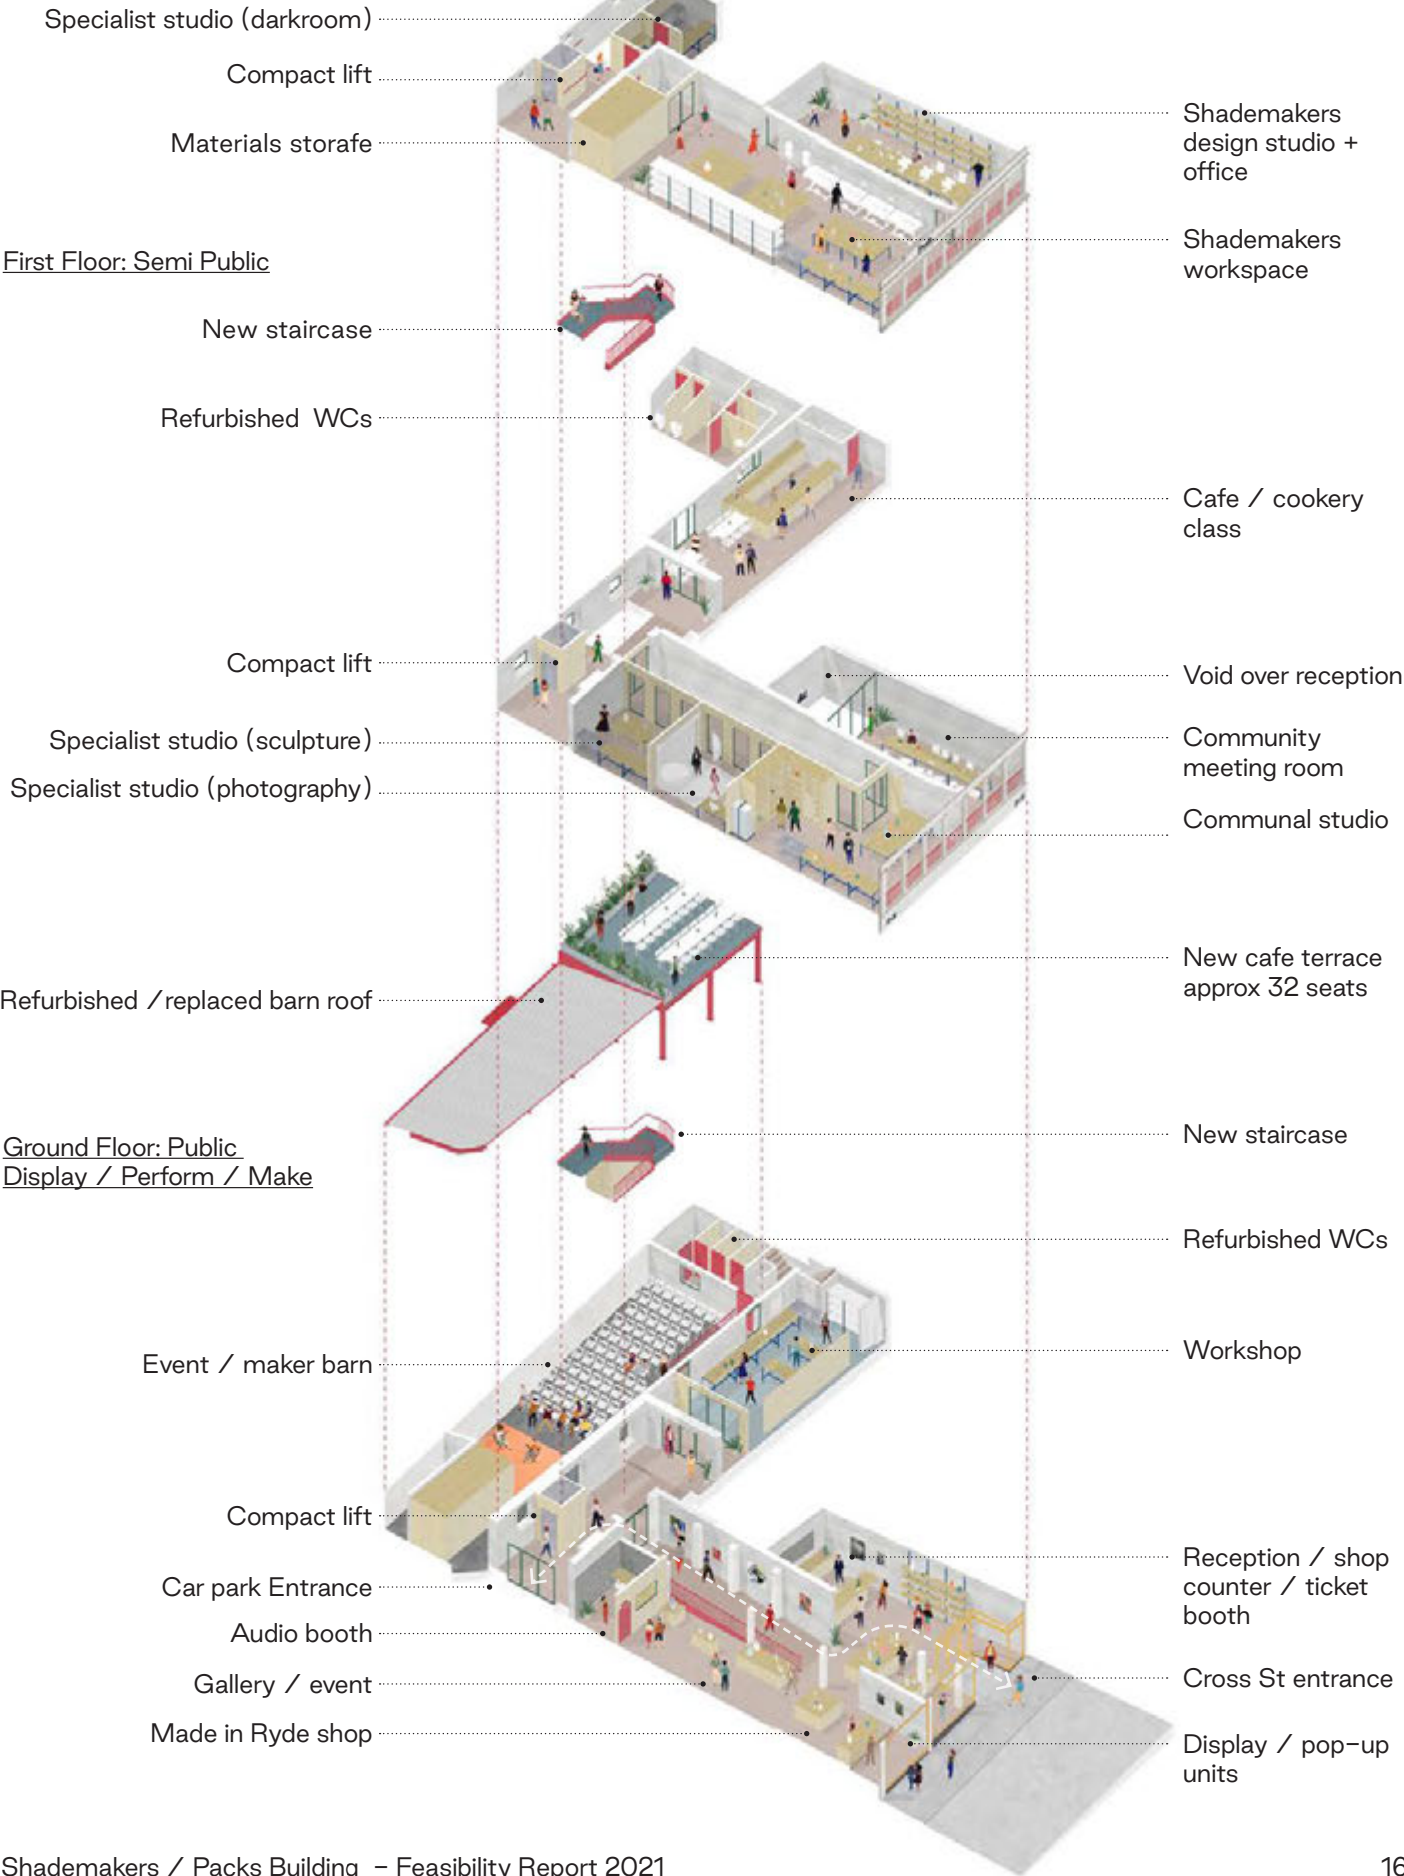 Specialist studio (darkroom)
Compact lift
Materials storafe
Shademakers
design studio +
office
Shademakers
workspace
First Floor: Semi Public
New staircase
Refurbished WCs
Cafe / cookery
class
Compact lift
Void over reception
Specialist studio (sculpture)
Community
meeting room
Specialist studio (photography)
Communal studio
New cafe terrace
approx 32 seats
Refurbished /replaced barn roof
New staircase
Ground Floor: Public
Display / Perform / Make
Refurbished WCs
Workshop
Event / maker barn
Compact lift
Reception / shop
counter / ticket
booth
Car park Entrance
Audio booth
Gallery / event
Cross St entrance
Made in Ryde shop
Display / pop-up
units
Shademakers / Packs Building - Feasibility Report 2021
16